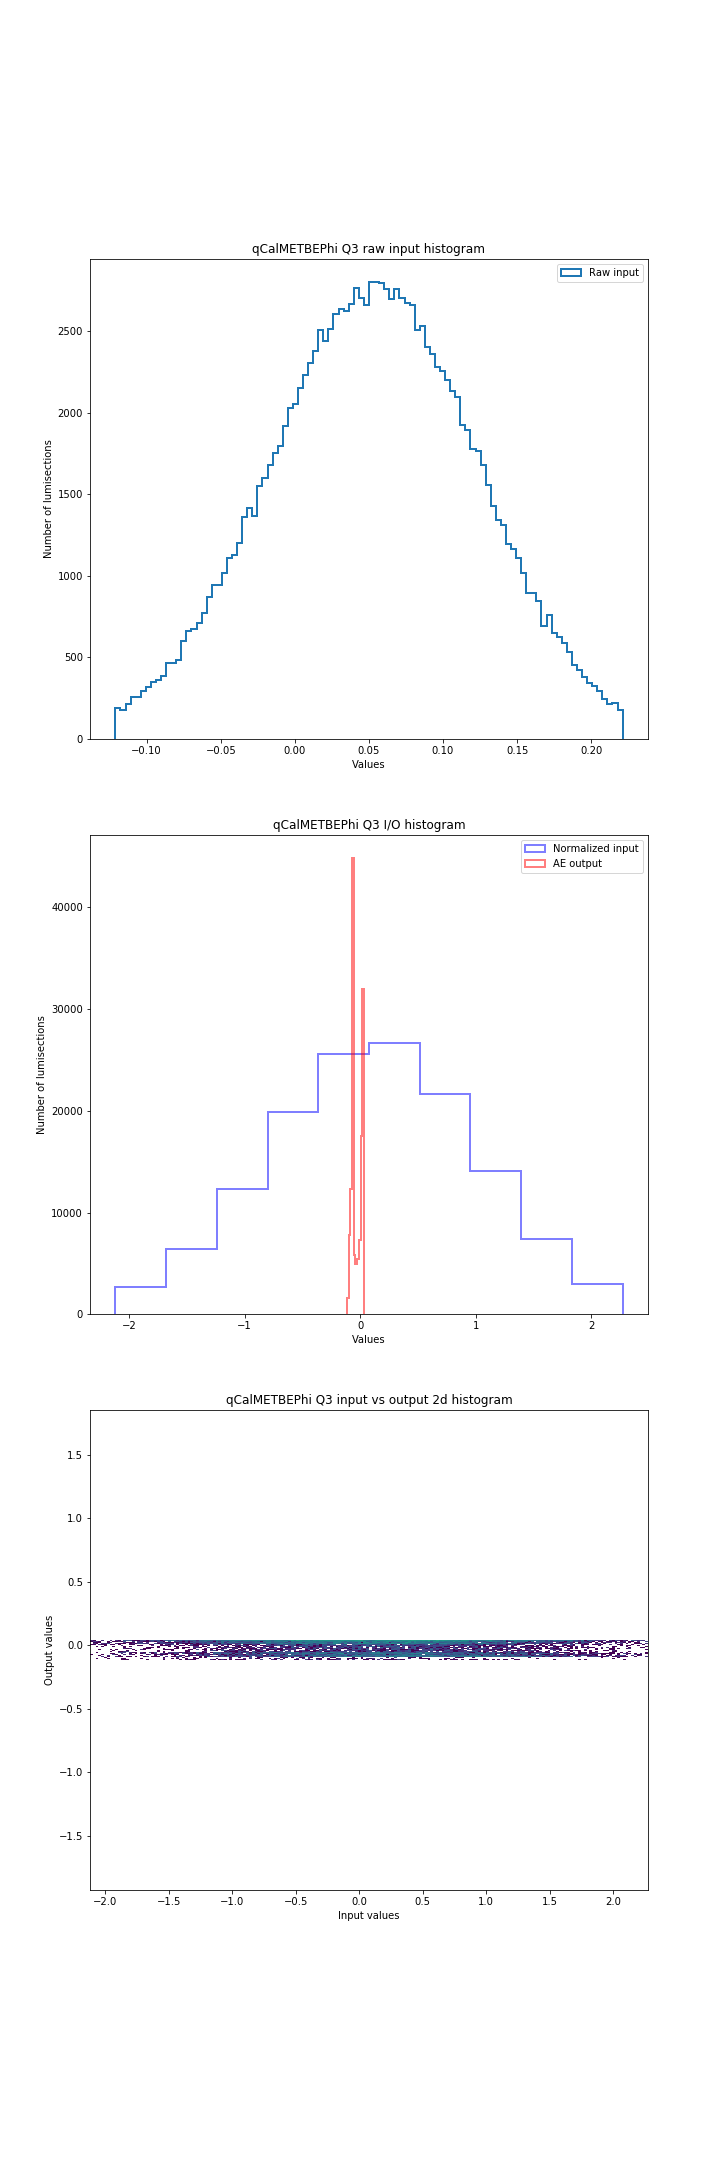 qCalMETBEPhi Q3 raw input histogram
Raw input
Number of lumisections
2500
2000
1500
1000
500
0
−0.10 −0.05 0.00 0.05 0.10 0.15 0.20
Values
qCalMETBEPhi Q3 I/O histogram
Normalized input
AE output
Number of lumisections
40000
30000
20000
10000
0
−2 −1 0 1 2
Values
qCalMETBEPhi Q3 input vs output 2d histogram
Output values
1.5
1.0
0.5
0.0
−0.5
−1.0
−1.5
−2.0 −1.5 −1.0 −0.5 0.0 0.5 1.0 1.5 2.0
Input values